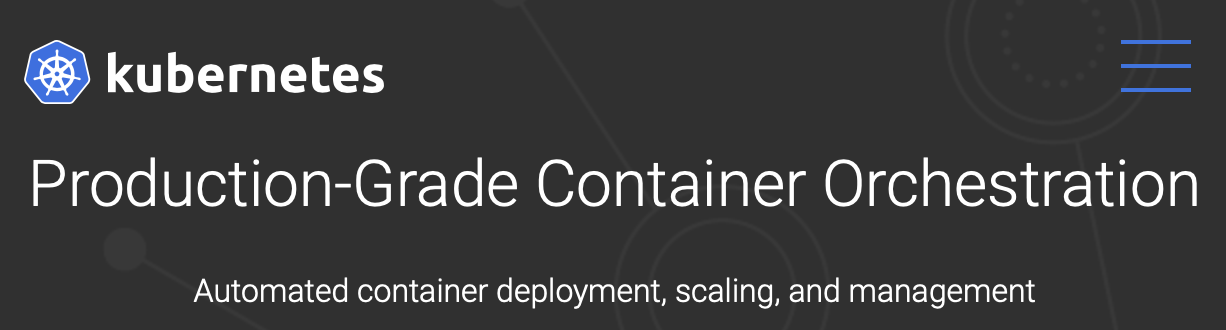 kubernetes
Production-Grade Container Orchestration
Automated container deployment, scaling, and management